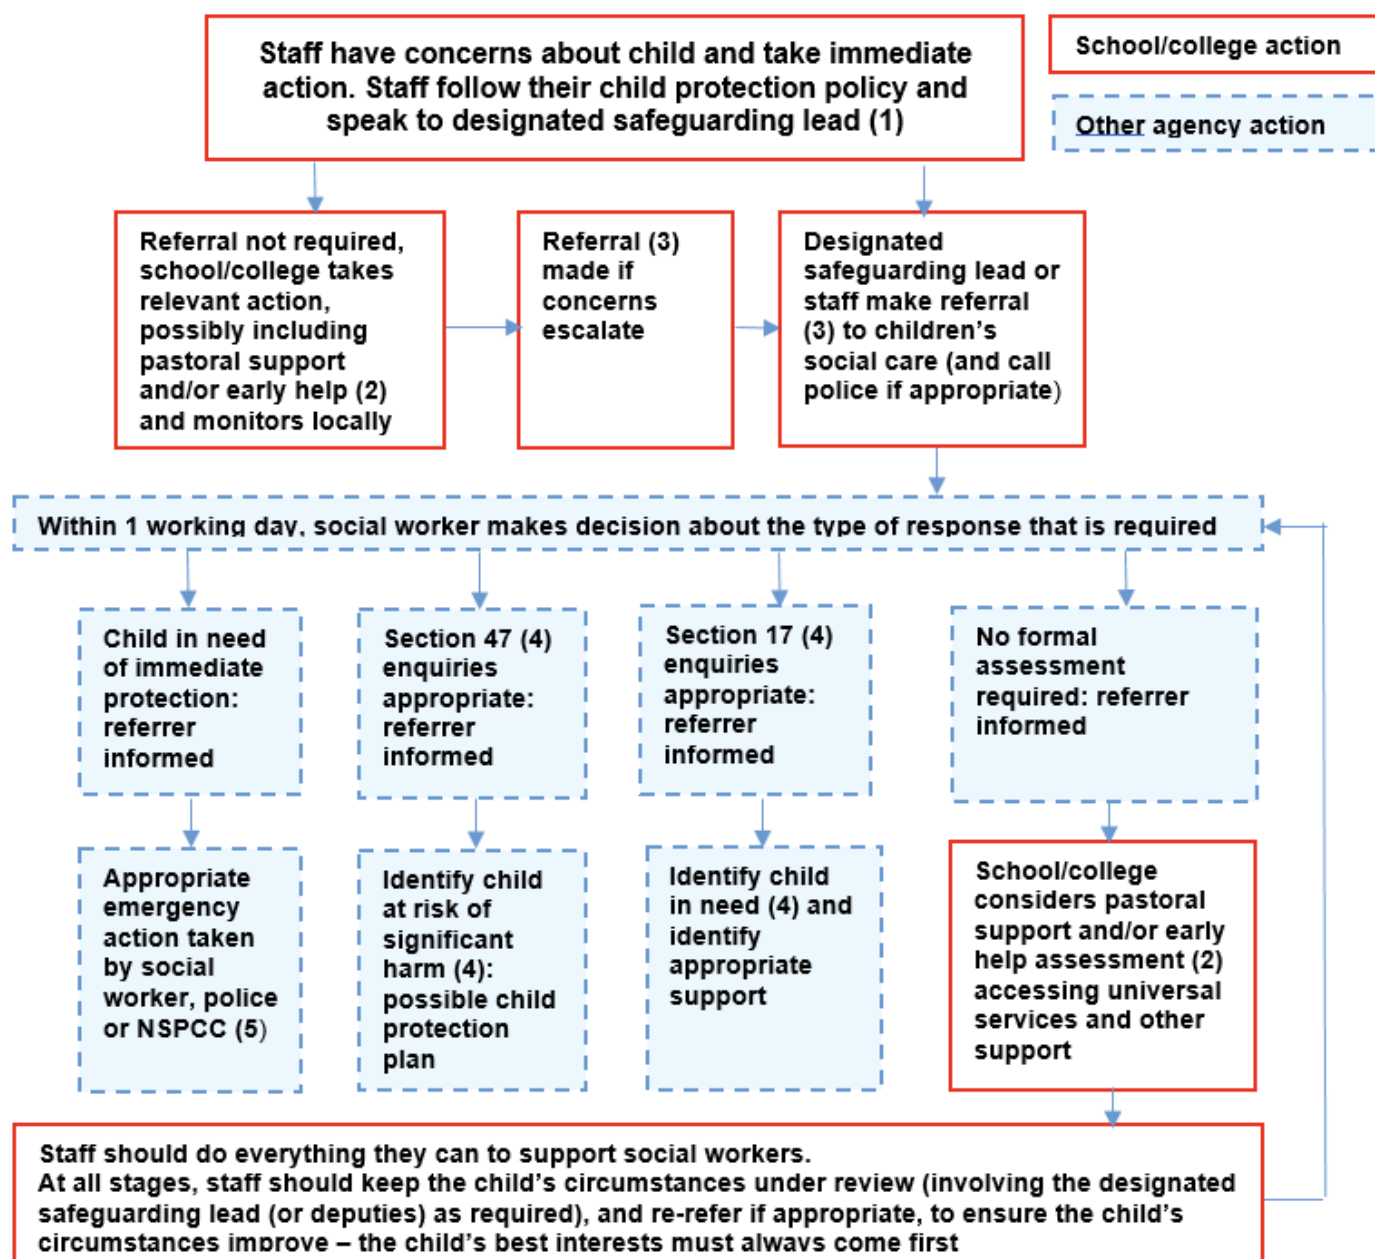 Staff have concerns about child and take immediate
action. Staff follow their child protection policy and
speak to designated safeguarding lead (1)
School/college action
Other agency action
Referral not required,
school/college takes
relevant action,
possibly including
pastoral support
and/or early help (2)
and monitors locally
Referral (3)
made if
concerns
escalate
Designated
safeguarding lead or
staff make referral
(3) to children’s
social care (and call
police if appropriate)
Within 1 working day, social worker makes decision about the type of response that is required
Child in need
of immediate
protection:
referrer
informed
Section 47 (4)
enquiries
appropriate:
referrer
informed
Section 17 (4)
enquiries
appropriate:
referrer
informed
No formal
assessment
required: referrer
informed
Appropriate
emergency
action taken
by social
worker, police
or NSPCC (5)
Identify child
at risk of
significant
harm (4):
possible child
protection
plan
Identify child
in need (4) and
identify
appropriate
support
School/college
considers pastoral
support and/or early
help assessment (2)
accessing universal
services and other
support
Staff should do everything they can to support social workers.
At all stages, staff should keep the child’s circumstances under review (involving the designated
safeguarding lead (or deputies) as required), and re-refer if appropriate, to ensure the child’s
circumstances improve – the child’s best interests must always come first